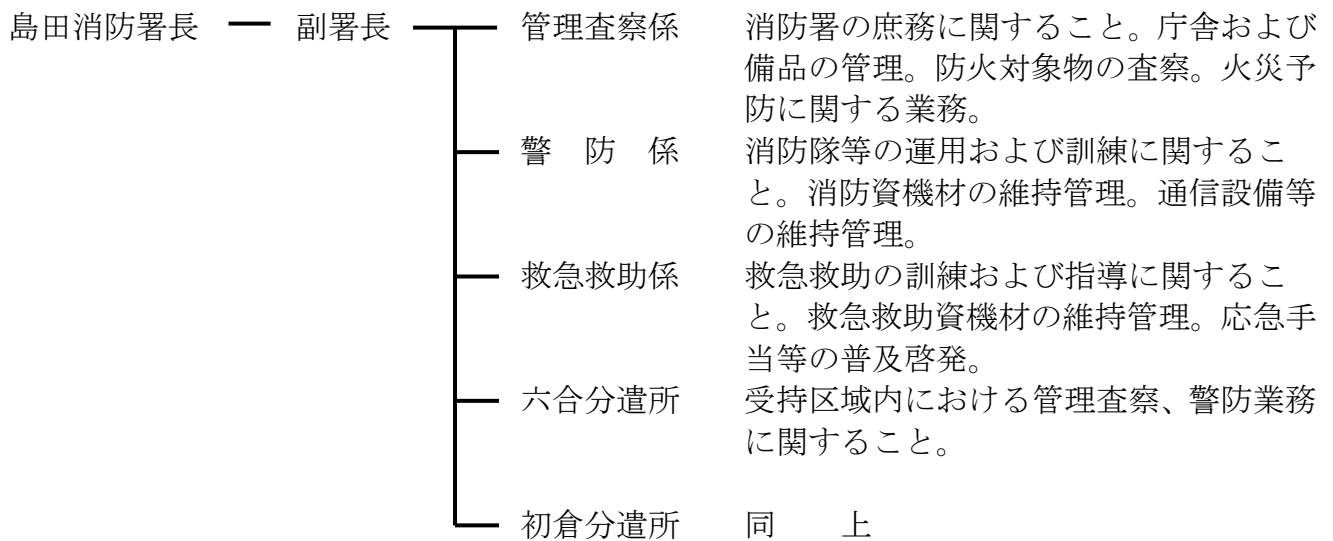 島田消防署長 副署長 管理査察係 消防署の庶務に関すること。庁舎および
備品の管理。防火対象物の査察。火災予
防に関する業務。
警 防 係 消防隊等の運用および訓練に関するこ
と。消防資機材の維持管理。通信設備等
の維持管理。
救急救助係 救急救助の訓練および指導に関するこ
と。救急救助資機材の維持管理。応急手
当等の普及啓発。
六合分遣所 受持区域内における管理査察、警防業務
に関すること。
初倉分遣所 同 上